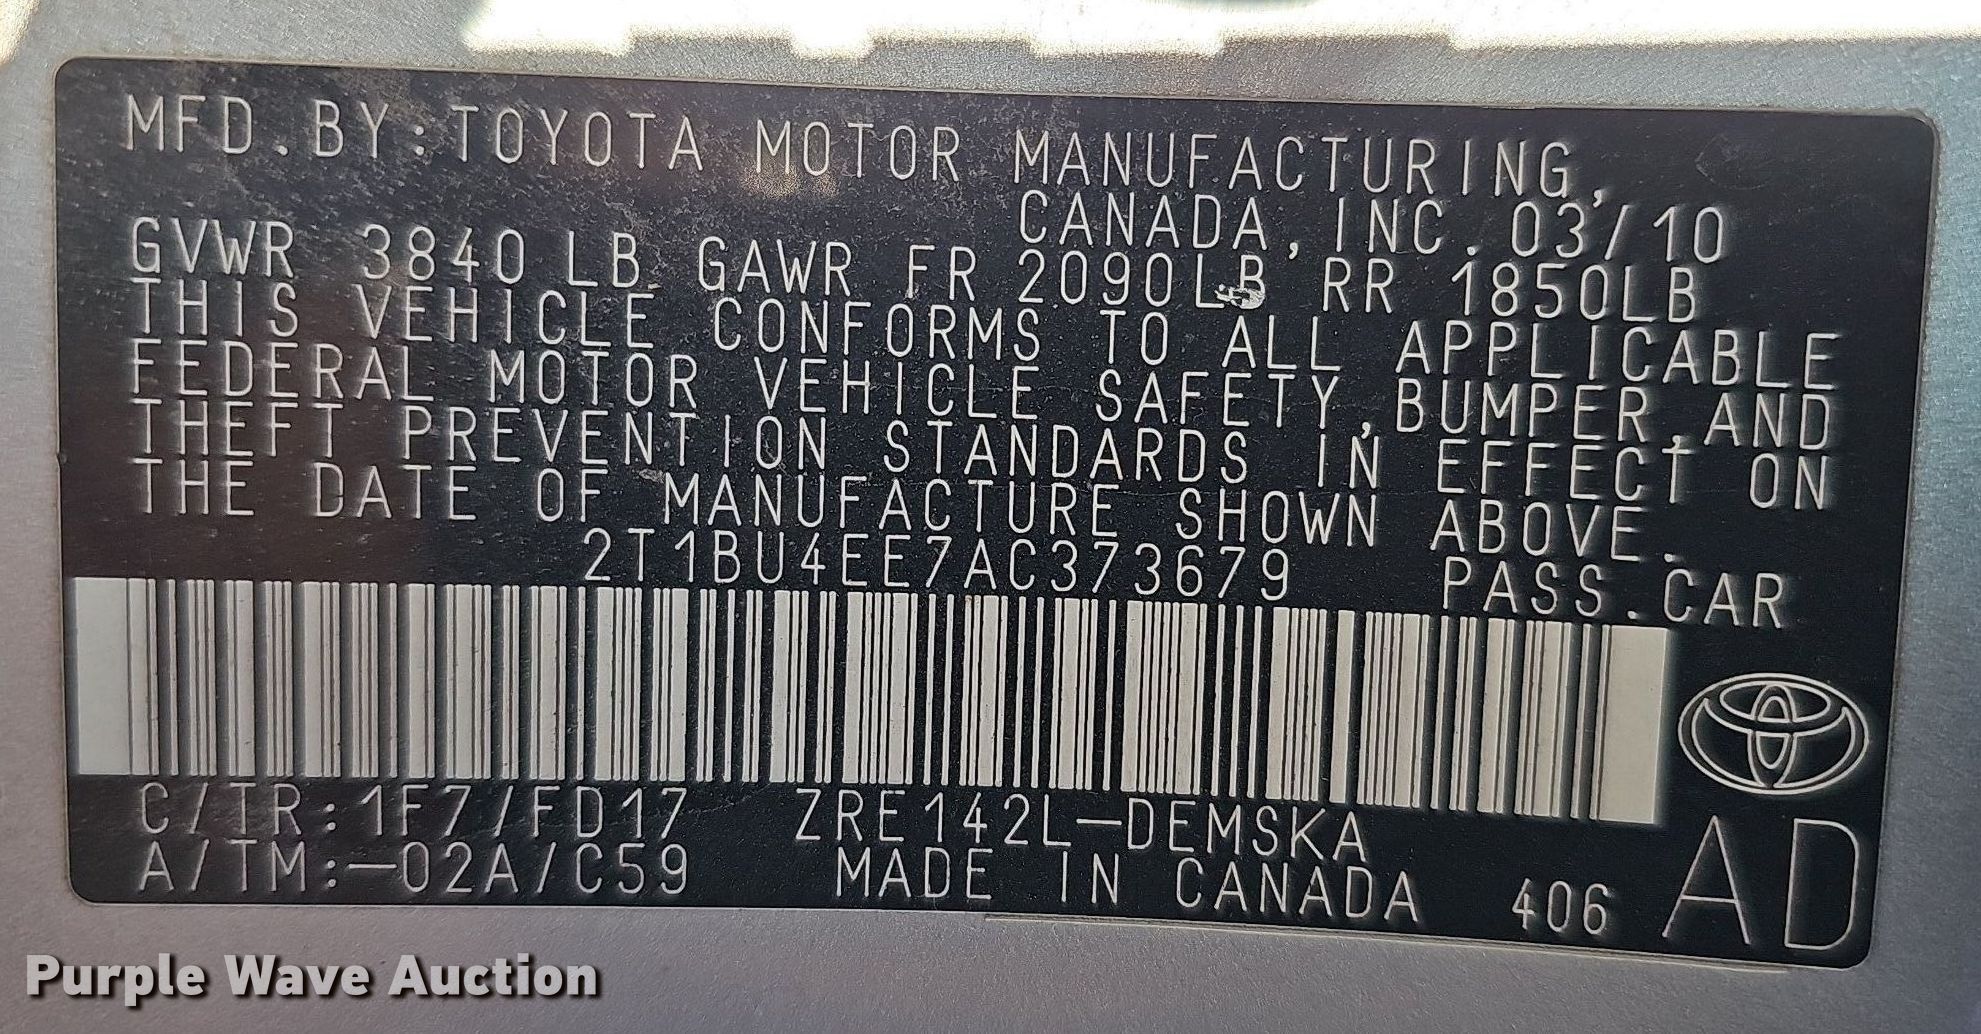 MFD.BY:TOYOTA MOTOR MANUFACTURING,
CANADA, INC. 03/10
GVWR 3840 LB GAWR FR 2090LB RR 1850LB
THIS VEHICLE CONFORMS TO ALL APPLICABLE
FEDERAL MOTOR VEHICLE SAFETY, BUMPER, AND
THEFT PREVENTION STANDARDS IN EFFECT ON
THE DATE OF MANUFACTURE SHOWN ABOVE.
2T1BU4EE7AC373679 PASS.CAR
C/TR:1F7/FD17 ZRE142L-DEMSKA
A/TM:-02A/C59 MADE IN CANADA 406 AD
Purple Wave Auction